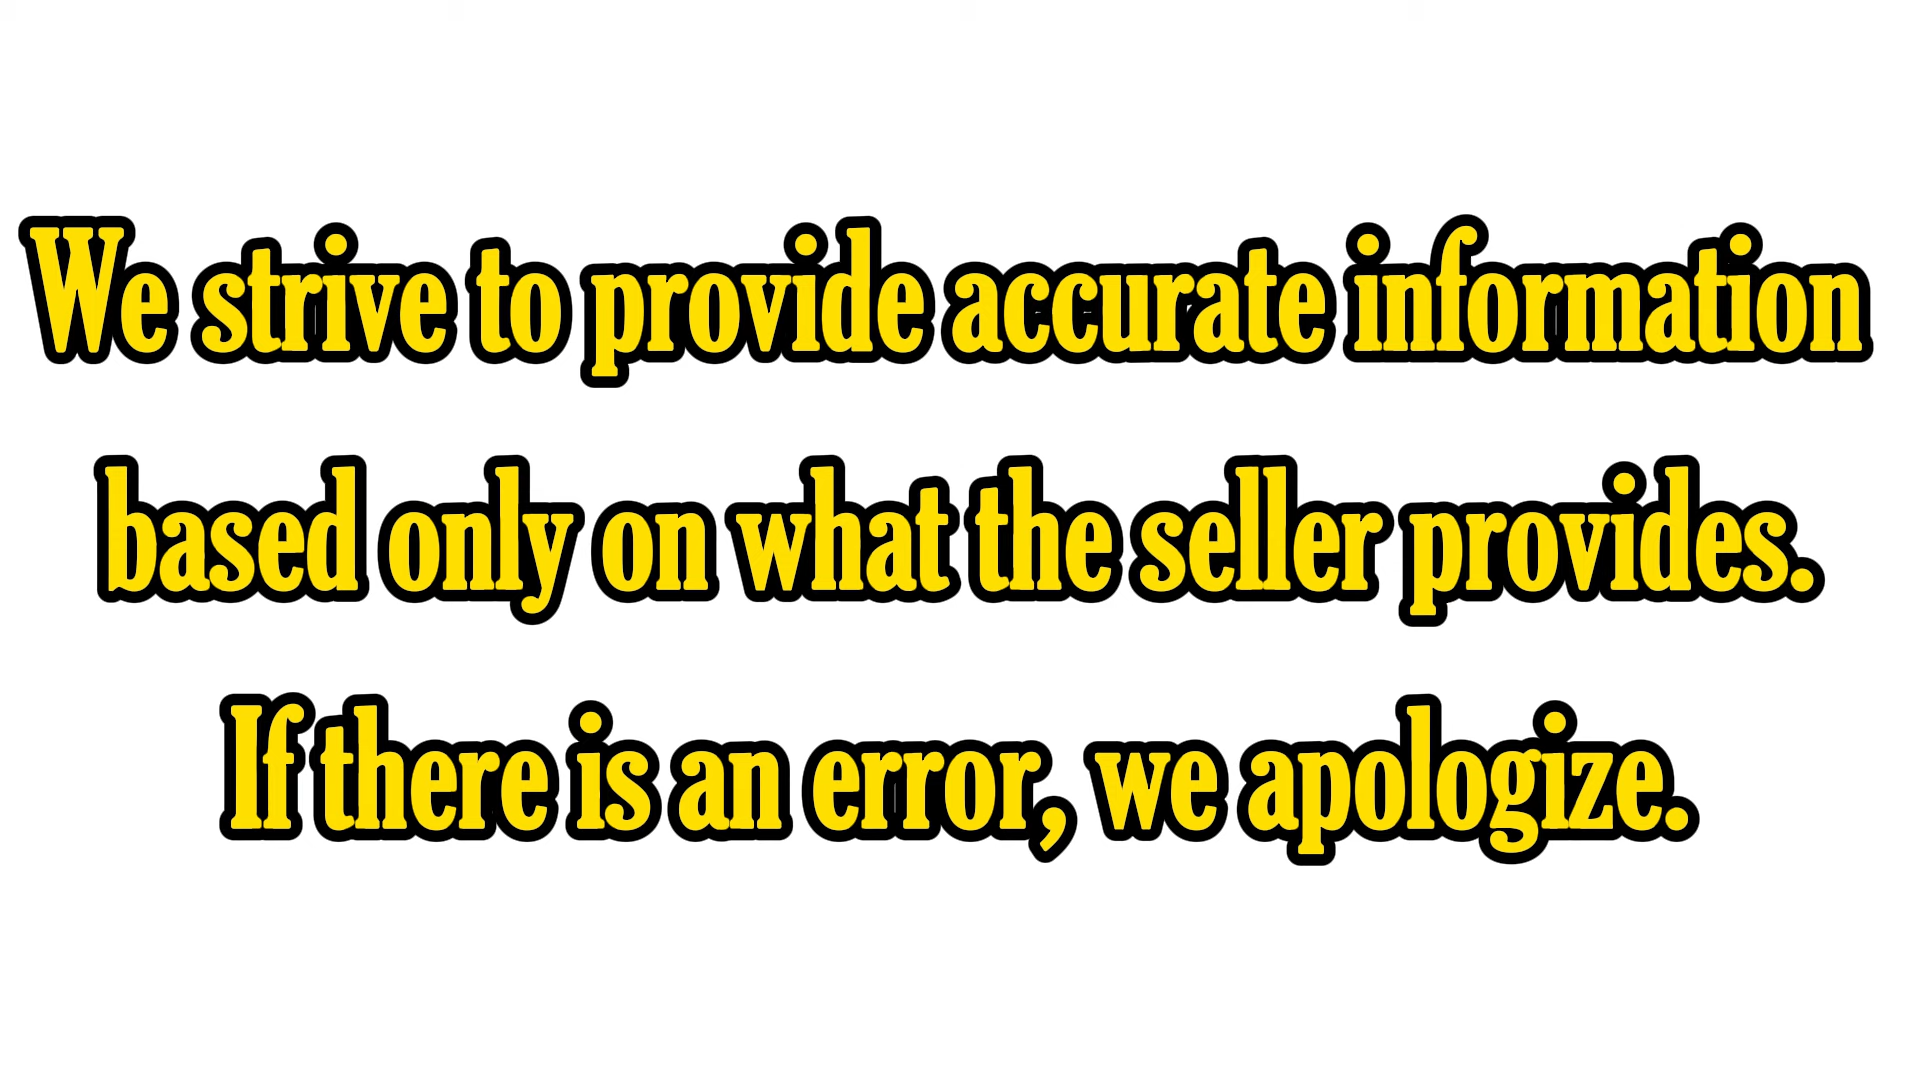 We strive to provide accurate information
based only on what the seller provides.
If there is an error, we apologize.